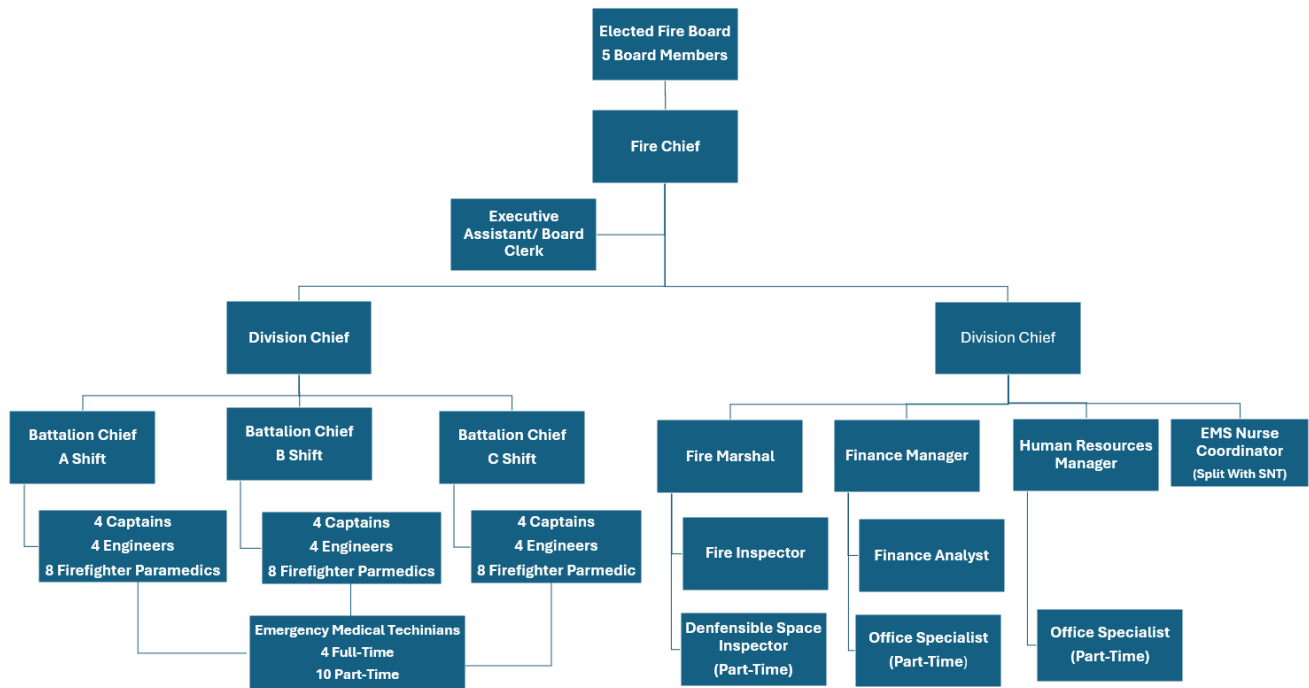 Elected Fire Board
5 Board Members
Fire Chief
Executive
Assistant/ Board
Clerk
Division Chief
Division Chief
Battalion Chief
A Shift
Battalion Chief
B Shift
Battalion Chief
C Shift
Fire Marshal
Finance Manager
Human Resources
Manager
EMS Nurse
Coordinator
(Split With SNT)
4 Captains
4 Engineers
8 Firefighter Paramedics
4 Captains
4 Engineers
8 Firefighter Parmedics
4 Captains
4 Engineers
8 Firefighter Parmedic
Fire Inspector
Finance Analyst
Emergency Medical Techinians
4 Full-Time
10 Part-Time
Denfensible Space
Inspector
(Part-Time)
Office Specialist
(Part-Time)
Office Specialist
(Part-Time)